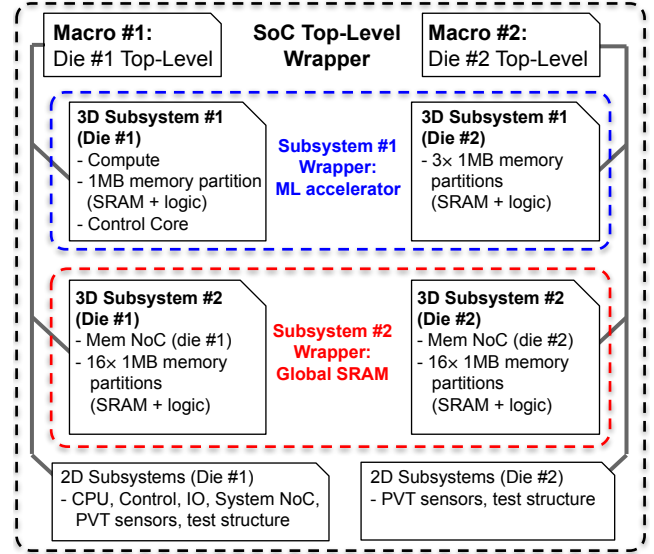 Macro #1:
Die #1 Top-Level
SoC Top-Level
Wrapper
Macro #2:
Die #2 Top-Level
3D Subsystem #1
(Die #1)
- Compute
- 1MB memory partition
(SRAM + logic)
- Control Core
Subsystem #1
Wrapper:
ML accelerator
3D Subsystem #1
(Die #2)
- 3× 1MB memory
partitions
(SRAM + logic)
3D Subsystem #2
(Die #1)
- Mem NoC (die #1)
- 16× 1MB memory
partitions
(SRAM + logic)
Subsystem #2
Wrapper:
Global SRAM
3D Subsystem #2
(Die #2)
- Mem NoC (die #2)
- 16× 1MB memory
partitions
(SRAM + logic)
2D Subsystems (Die #1)
- CPU, Control, IO, System NoC,
PVT sensors, test structure
2D Subsystems (Die #2)
- PVT sensors, test structure